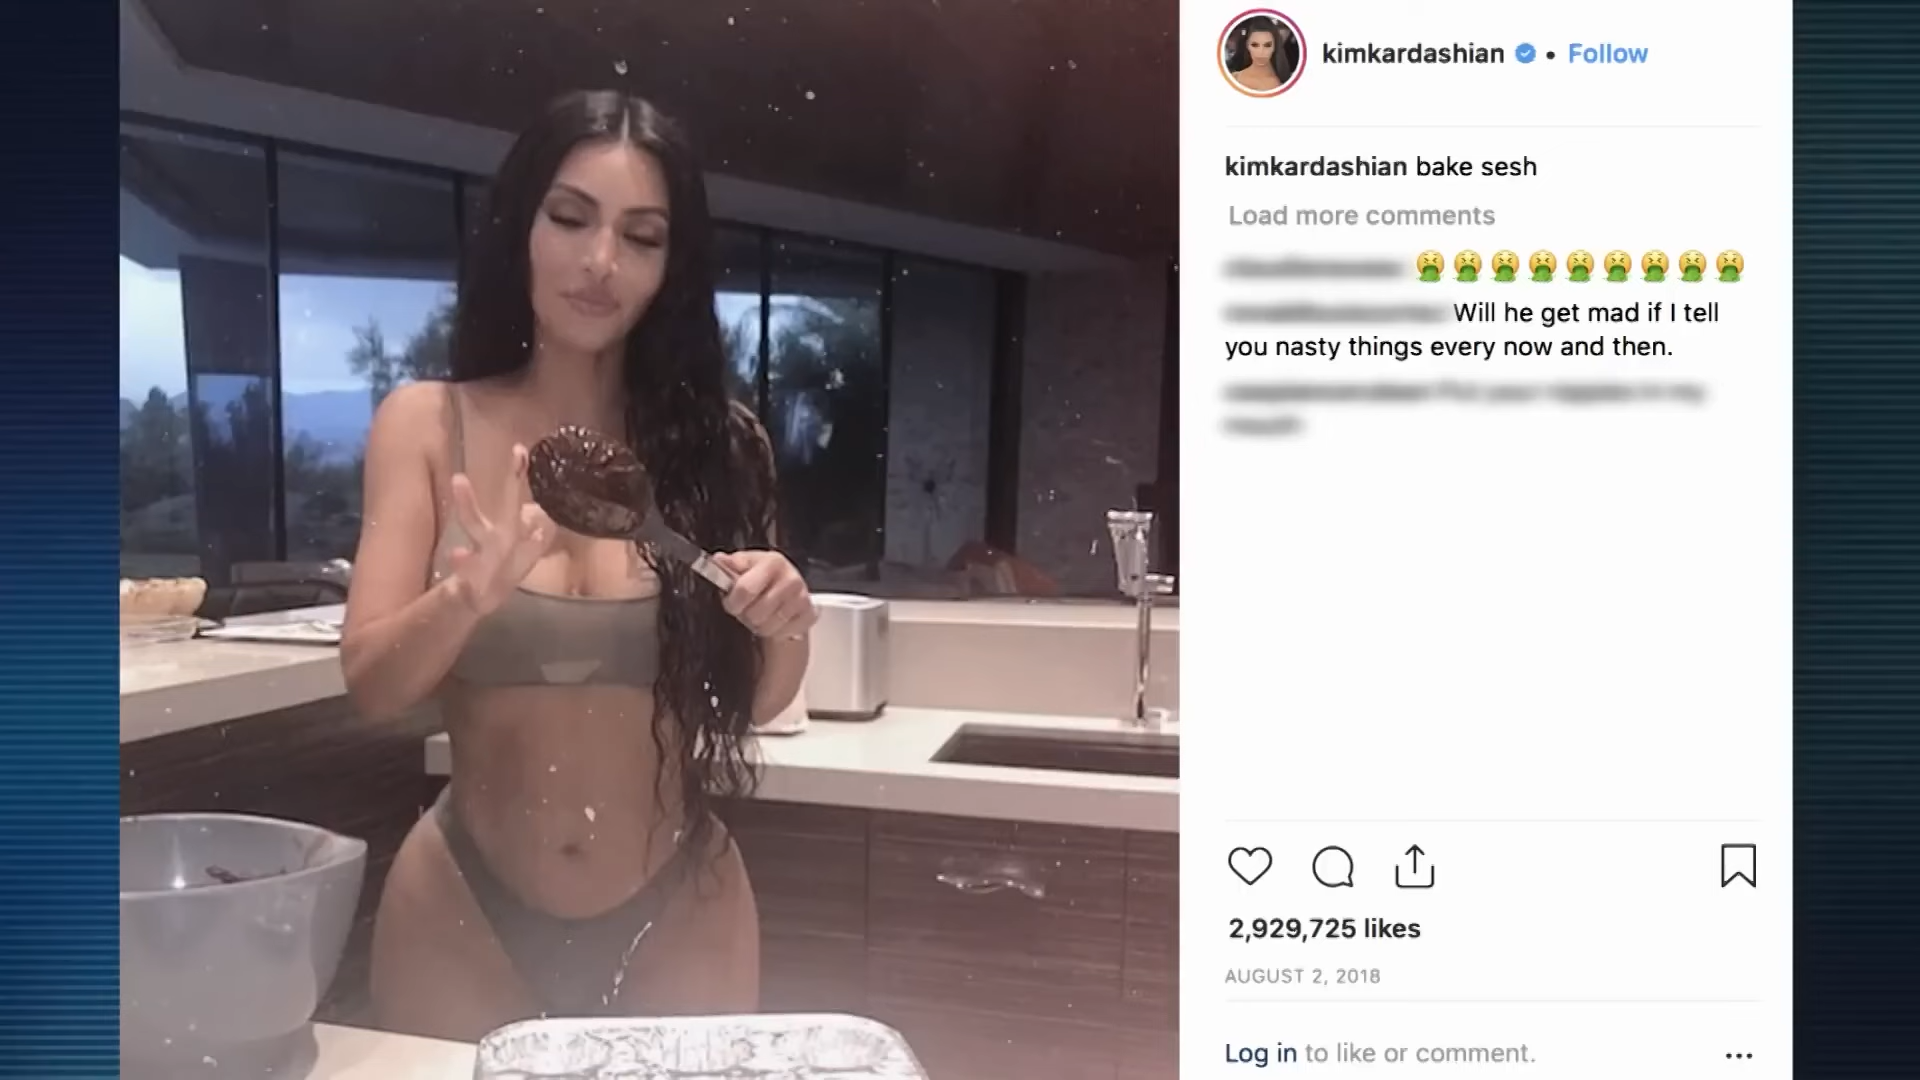 kimkardashian • Follow
kimkardashian bake sesh
Load more comments
🤮🤮🤮🤮🤮🤮🤮🤮🤮
Will he get mad if I tell
you nasty things every now and then.
2,929,725 likes
AUGUST 2, 2018
Log in to like or comment.